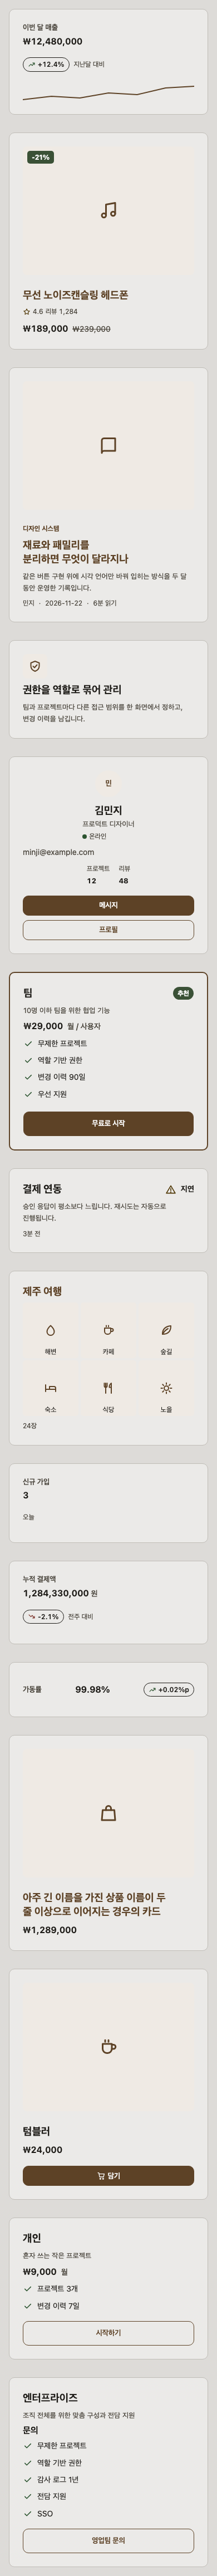 이번 달 매출
₩12,480,000
+12.4% 지난달 대비
-21%
무선 노이즈캔슬링 헤드폰
4.6 리뷰 1,284
₩189,000 ₩239,000
디자인 시스템
재료와 패밀리를
분리하면 무엇이 달라지나
같은 버튼 구현 위에 시각 언어만 바꿔 입히는 방식을 두 달
동안 운영한 기록입니다.
민지 · 2026-11-22 · 6분 읽기
권한을 역할로 묶어 관리
팀과 프로젝트마다 다른 접근 범위를 한 화면에서 정하고,
변경 이력을 남깁니다.
민
김민지
프로덕트 디자이너
온라인
minji@example.com
프로젝트 리뷰
12 48
메시지
프로필
팀 추천
10명 이하 팀을 위한 협업 기능
₩29,000 월 / 사용자
무제한 프로젝트
역할 기반 권한
변경 이력 90일
우선 지원
무료로 시작
결제 연동 지연
승인 응답이 평소보다 느립니다. 재시도는 자동으로
진행됩니다.
3분 전
제주 여행
해변 카페 숲길
숙소 식당 노을
24장
신규 가입
3
오늘
누적 결제액
1,284,330,000 원
-2.1% 전주 대비
가동률 99.98% +0.02%p
아주 긴 이름을 가진 상품 이름이 두
줄 이상으로 이어지는 경우의 카드
₩1,289,000
텀블러
₩24,000
담기
개인
혼자 쓰는 작은 프로젝트
₩9,000 월
프로젝트 3개
변경 이력 7일
시작하기
엔터프라이즈
조직 전체를 위한 맞춤 구성과 전담 지원
문의
무제한 프로젝트
역할 기반 권한
감사 로그 1년
전담 지원
SSO
영업팀 문의